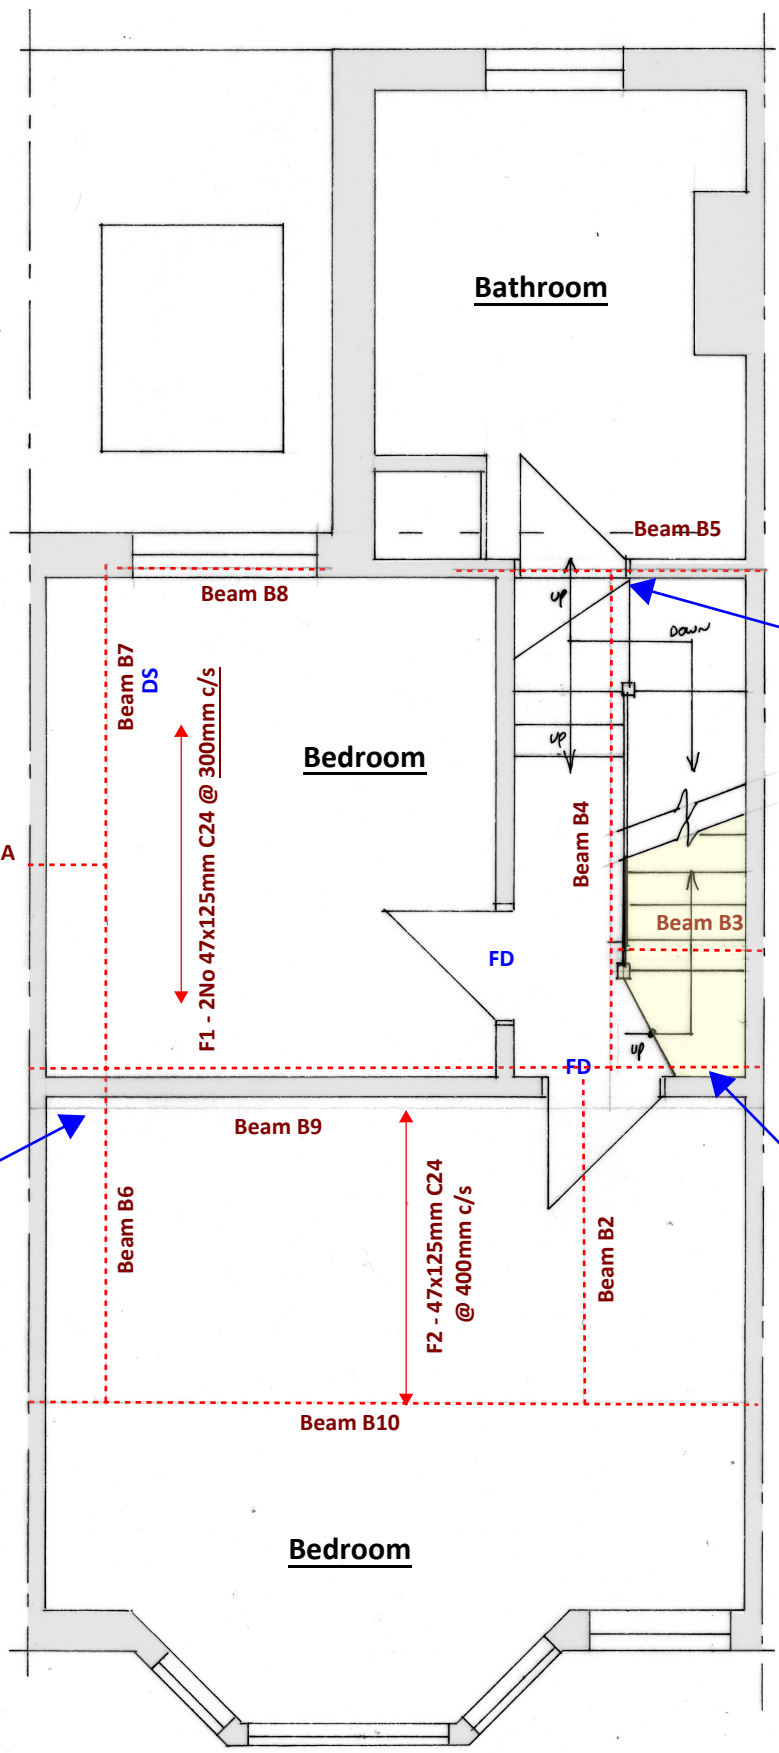 Bathroom
Beam B5
Beam B8
UP
DOWN
Beam B7
DS
F1 - 2No 47x125mm C24 @ 300mm c/s
Bedroom
UP
Beam B4
A
Beam B3
FD
UP
FD
Beam B9
Beam B6
F2 - 47x125mm C24
@ 400mm c/s
Beam B2
Beam B10
Bedroom